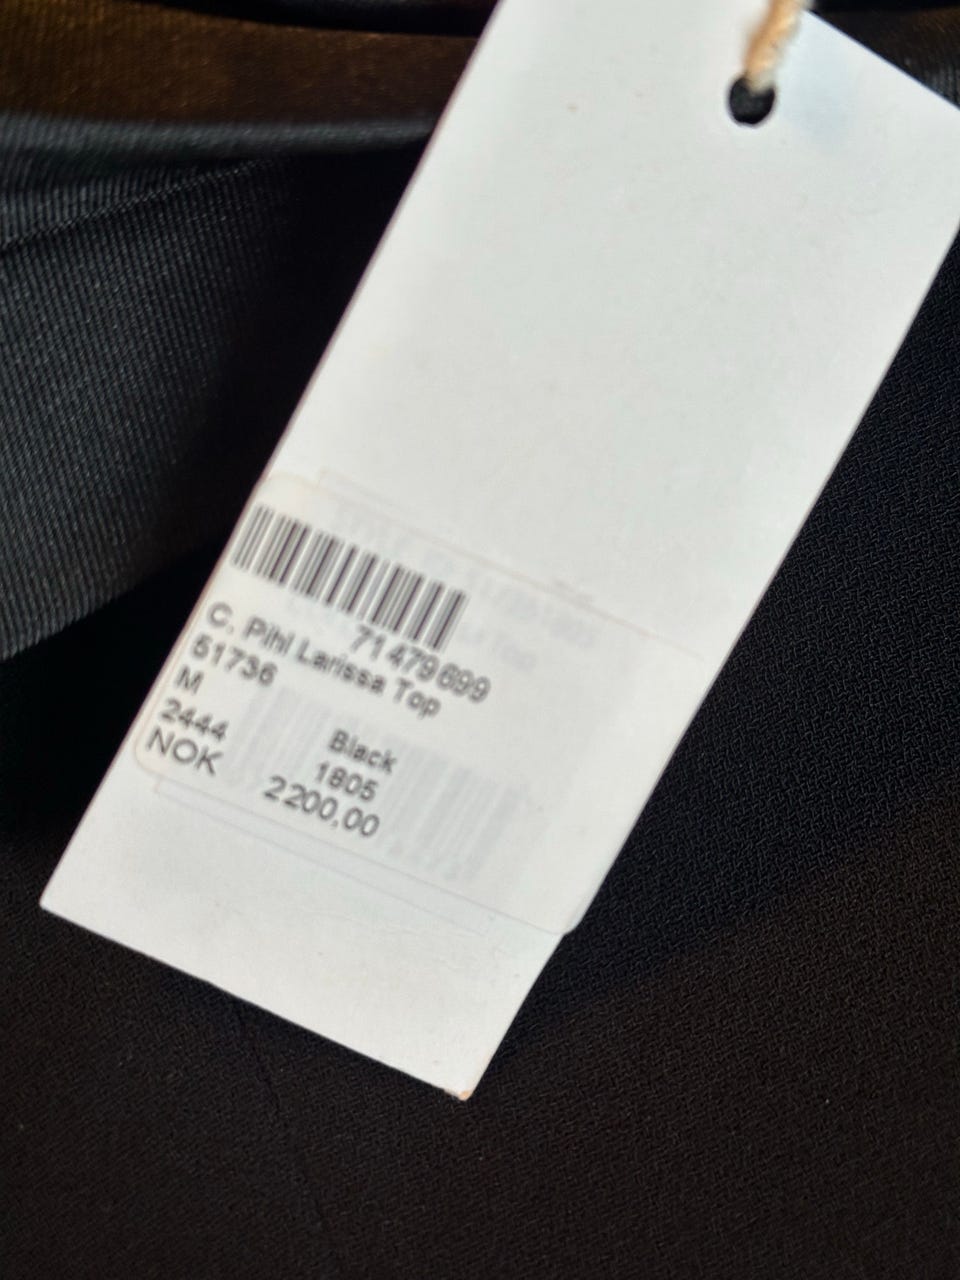 71479699
C. Pihl Larissa Top
51736
M Black
2444 1805
NOK 2200,00